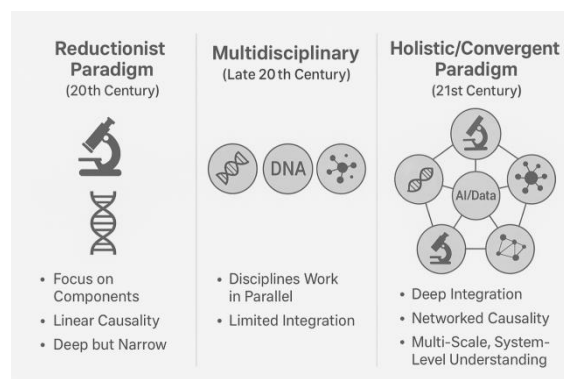 Reductionist
Paradigm
(20th Century)
• Focus on
Components
• Linear Causality
• Deep but Narrow
Multidisciplinary
(Late 20th Century)
DNA
• Disciplines Work
in Parallel
• Limited Integration
Holistic/Convergent
Paradigm
(21st Century)
AI/Data
• Deep Integration
• Networked Causality
• Multi-Scale, System-
Level Understanding